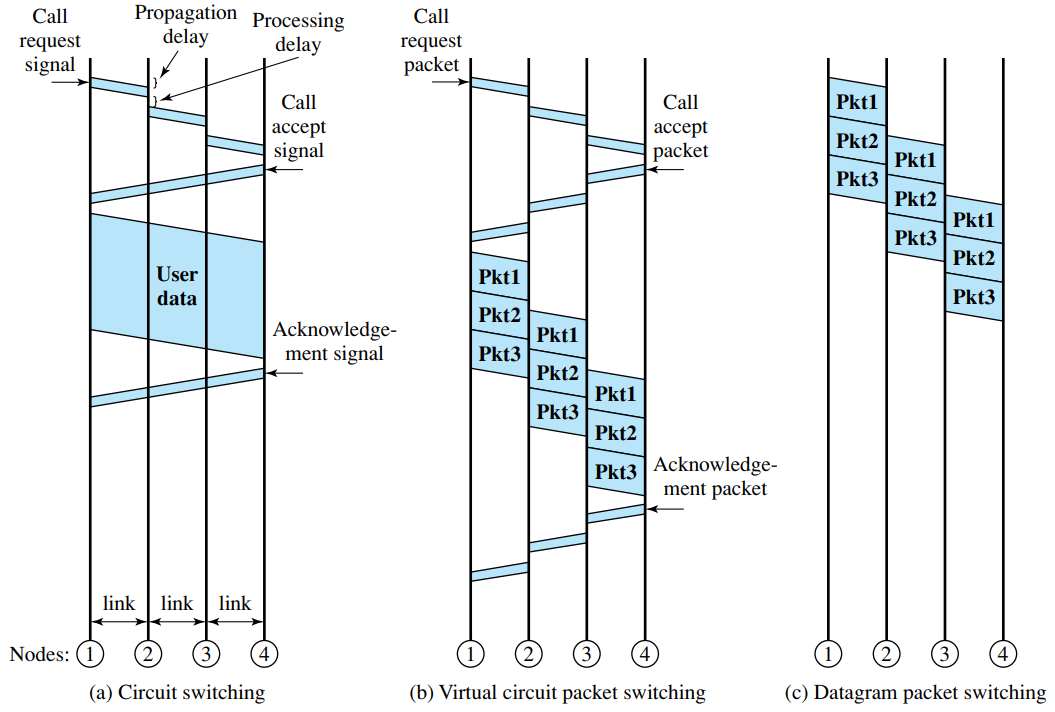 Call
request
signal
Propagation
delay
Processing
delay
Call
accept
signal
User
data
Acknowledge-
ment signal
link
link
link
Nodes:
1
2
3
4
(a) Circuit switching
Call
request
packet
Call
accept
packet
Pkt1
Pkt2
Pkt3
Pkt1
Pkt2
Pkt3
Pkt1
Pkt2
Pkt3
Acknowledge-
ment packet
1
2
3
4
(b) Virtual circuit packet switching
Pkt1
Pkt2
Pkt3
Pkt1
Pkt2
Pkt3
Pkt1
Pkt2
Pkt3
1
2
3
4
(c) Datagram packet switching